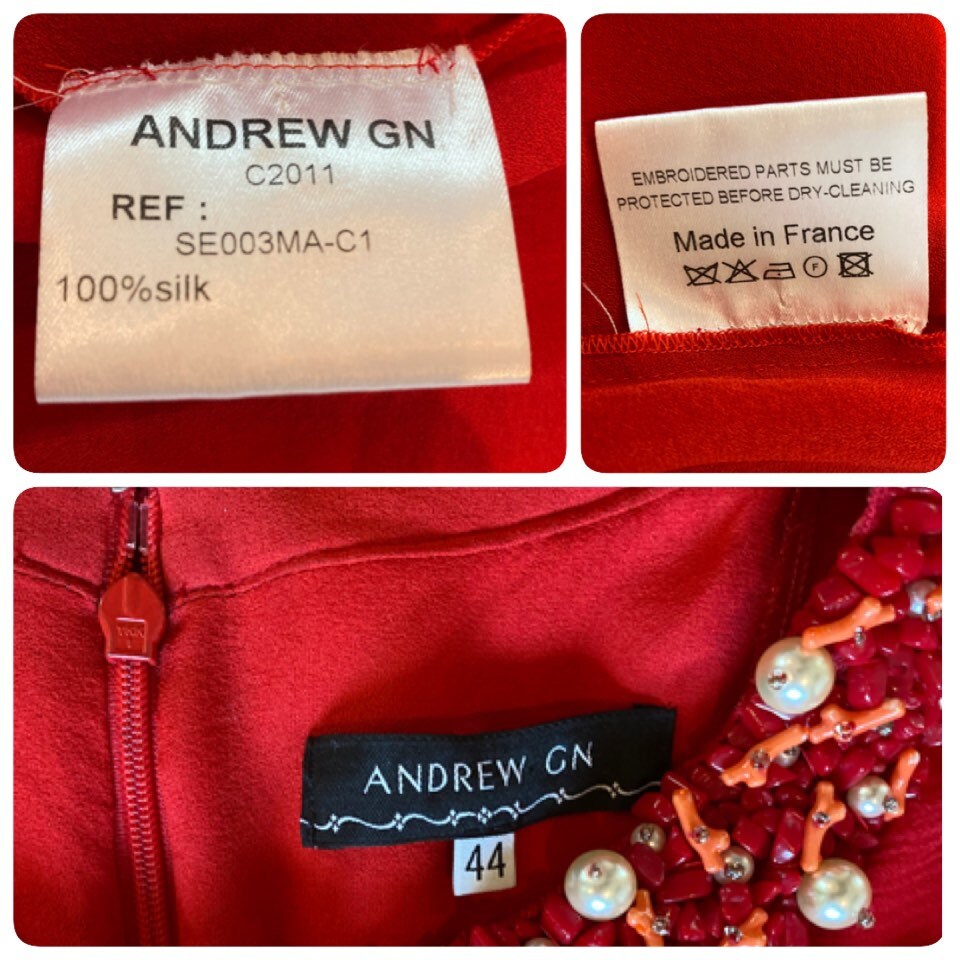 ANDREW GN
C2011
REF :
SE003MA-C1
100%silk
EMBROIDERED PARTS MUST BE
PROTECTED BEFORE DRY-CLEANING
Made in France
F
ANDREW GN
44